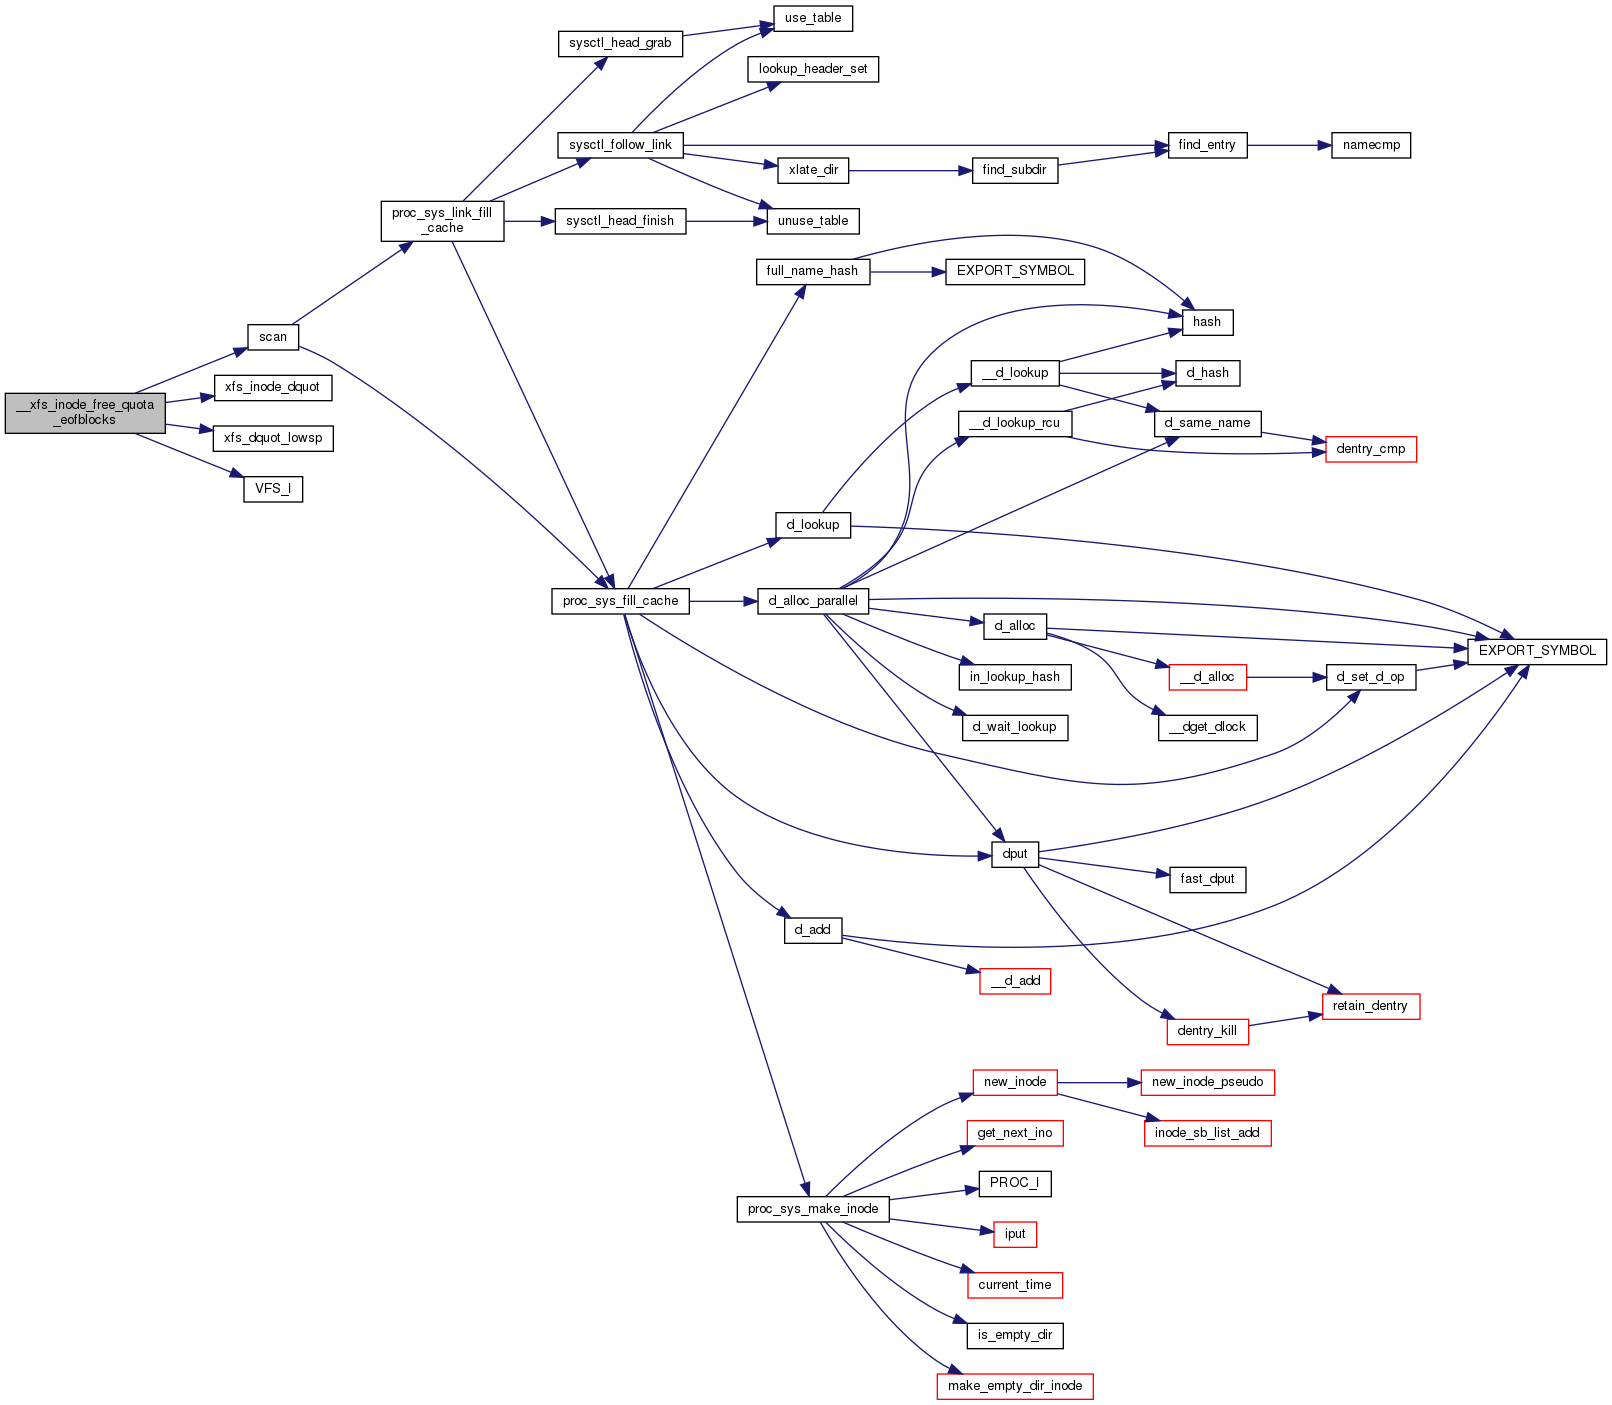 use_table
sysctl_head_grab
lookup_header_set
sysctl_follow_link
find_entry
namecmp
xlate_dir
find_subdir
proc_sys_link_fill
_cache
sysctl_head_finish
unuse_table
full_name_hash
EXPORT_SYMBOL
hash
scan
__d_lookup
d_hash
xfs_inode_dquot
__xfs_inode_free_quota
_eofblocks
__d_lookup_rcu
d_same_name
xfs_dquot_lowsp
dentry_cmp
VFS_I
d_lookup
proc_sys_fill_cache
d_alloc_parallel
d_alloc
EXPORT_SYMBOL
in_lookup_hash
__d_alloc
d_set_d_op
d_wait_lookup
__dget_dlock
dput
fast_dput
d_add
__d_add
retain_dentry
dentry_kill
new_inode
new_inode_pseudo
get_next_ino
inode_sb_list_add
PROC_I
proc_sys_make_inode
iput
current_time
is_empty_dir
make_empty_dir_inode